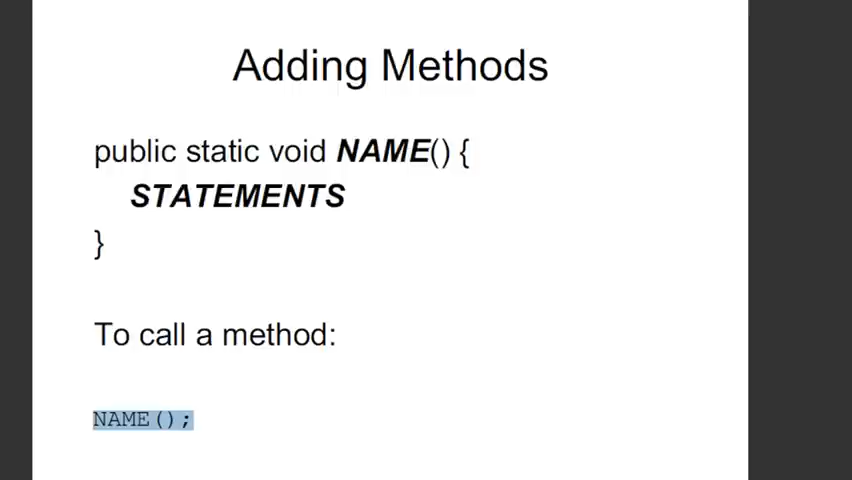 Adding Methods
public static void NAME() {
STATEMENTS
}
To call a method:
NAME();